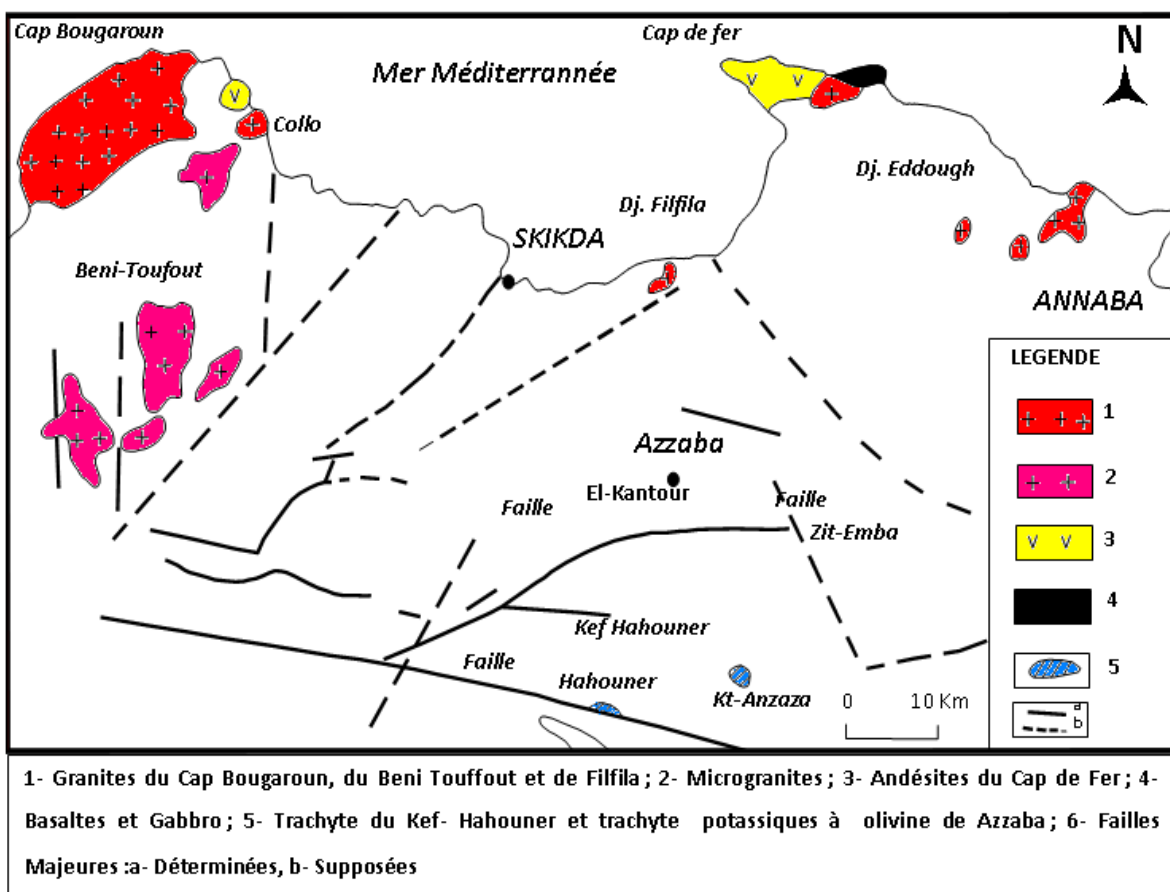 Cap Bougaroun
Cap de fer
N
Mer Méditerrannée
v
v v
Collo
Dj. Eddough
Dj. Filfila
SKIKDA
Beni-Toufout
ANNABA
LEGENDE
1
Azzaba
El-Kantour
2
Faille
Faille
Zit-Emba
v v
3
4
Kef Hahouner
Faille
Hahouner
Kt-Anzaza
5
0 10 Km
a
b
1- Granites du Cap Bougaroun, du Beni Touffout et de Filfila ; 2- Microgranites ; 3- Andésites du Cap de Fer ; 4-
Basaltes et Gabbro ; 5- Trachyte du Kef- Hahouner et trachyte potassiques à olivine de Azzaba ; 6- Failles
Majeures :a- Déterminées, b- Supposées